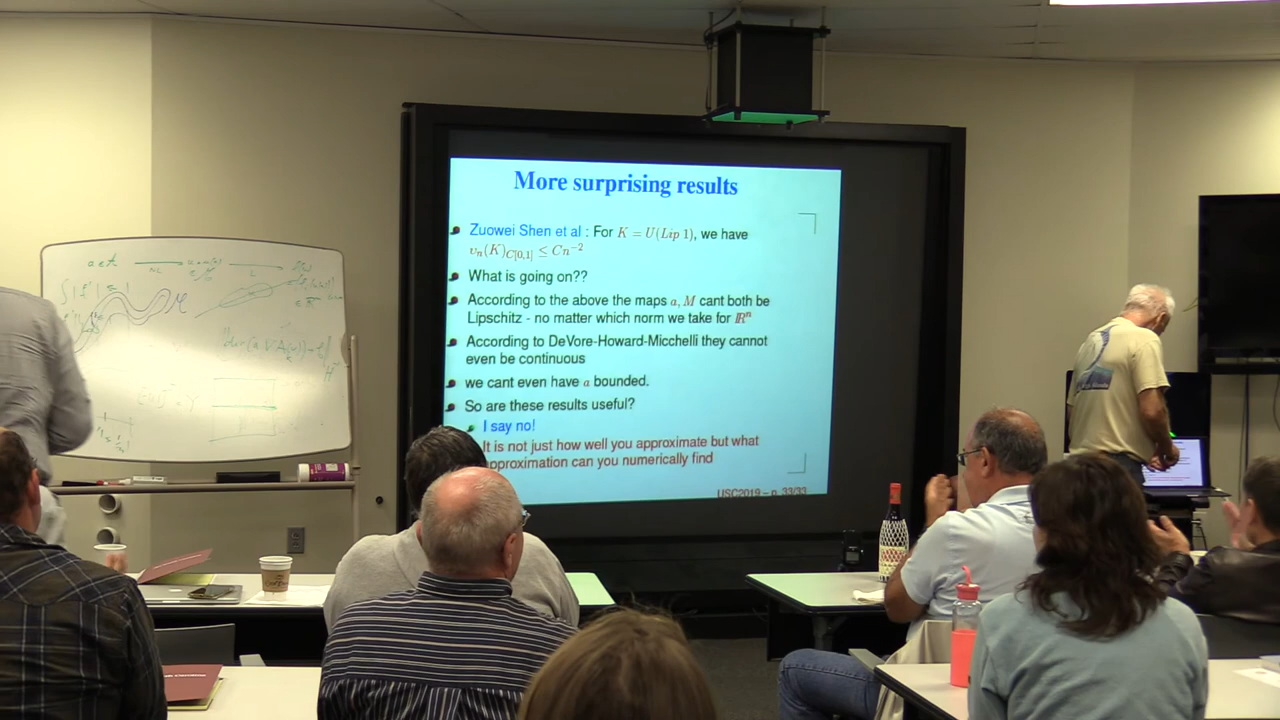 More surprising results
Zuowei Shen et al : For K = U(Lip 1), we have
υₙ(K)_{C[0,1]} ≤ Cn⁻²
What is going on??
According to the above the maps a, M cant both be
Lipschitz - no matter which norm we take for ℝⁿ
According to DeVore-Howard-Micchelli they cannot
even be continuous
we cant even have a bounded.
So are these results useful?
I say no!
It is not just how well you approximate but what
approximation can you numerically find
USC2019 – p. 33/33
NL
L